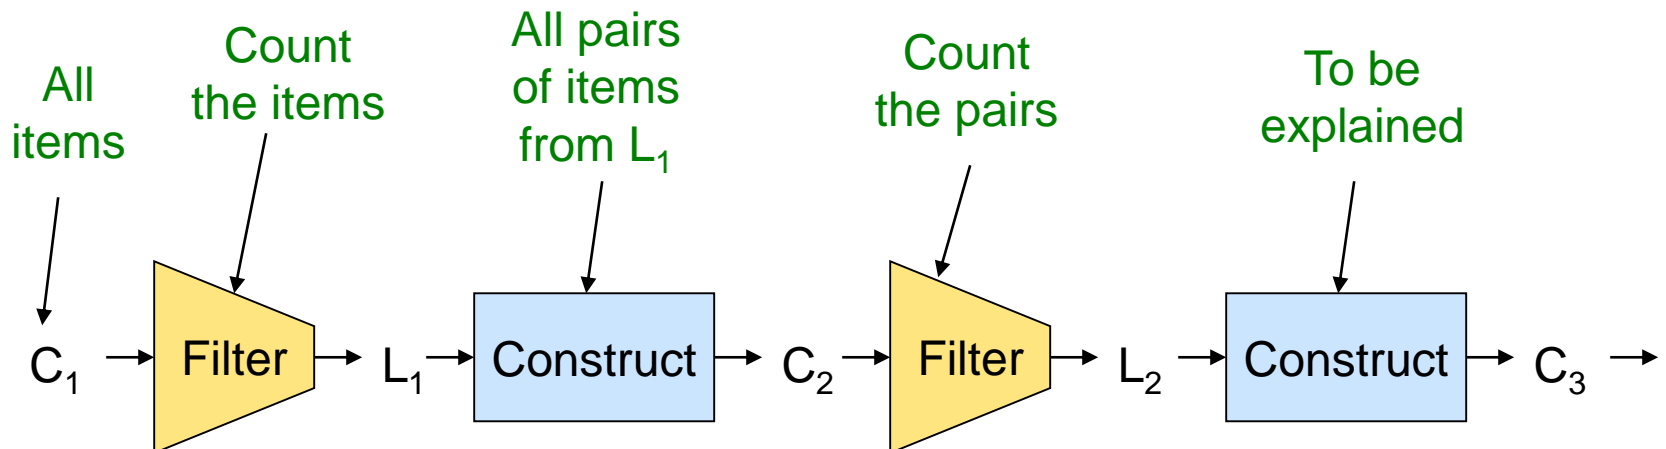 All
items
Count
the items
All pairs
of items
from L₁
Count
the pairs
To be
explained
C₁
Filter
L₁
Construct
C₂
Filter
L₂
Construct
C₃